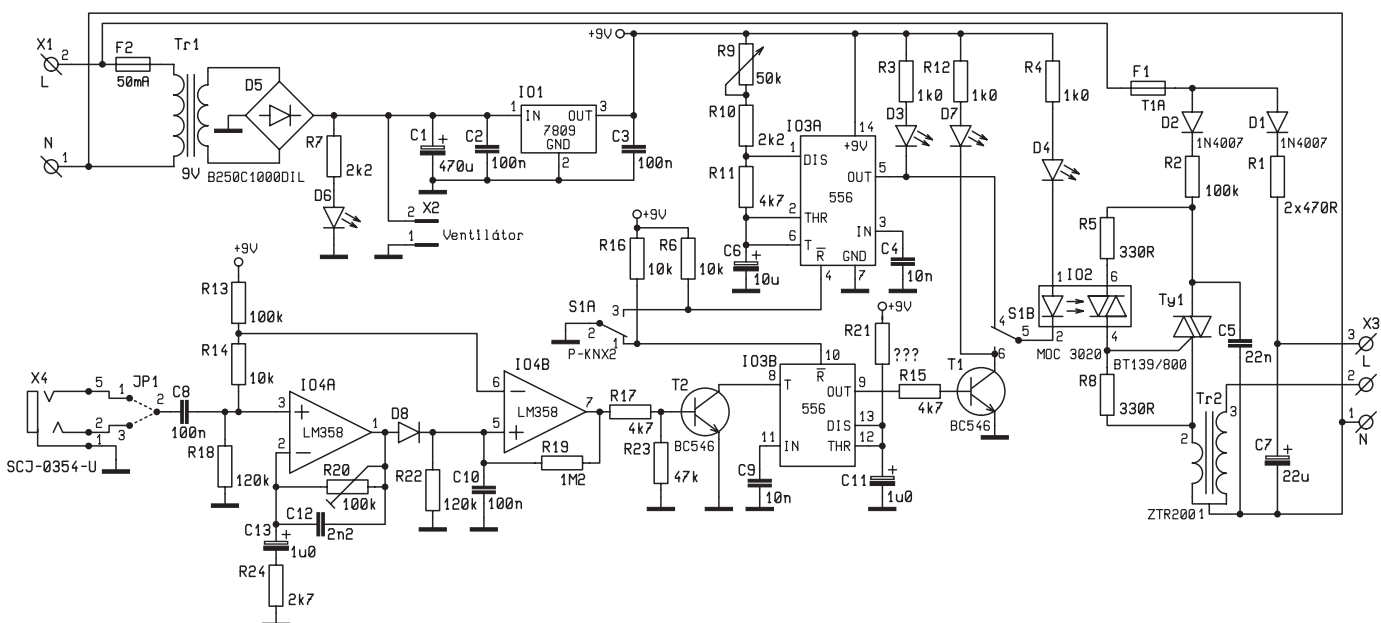 X1
2
L
N
1
F2
50mA
Tr1
9V
D5
B250C1000DIL
R7
2k2
D6
C1
+
470u
C2
100n
IO1
1
IN
OUT
3
7809
GND
2
C3
100n
X2
2
1
Ventilátor
+9V
R9
50k
R10
2k2
R11
4k7
C6
+
10u
IO3A
14
+9V
1
DIS
OUT
5
556
2
THR
6
T
R
IN
3
GND
4
7
C4
10n
R3
1k0
D3
R12
1k0
D7
R4
1k0
D4
F1
T1A
D2
1N4007
R2
100k
D1
1N4007
R1
2x470R
R5
330R
1
IO2
6
2
4
MOC 3020
Ty1
BT139/800
R8
330R
C5
22n
Tr2
3
2
1
ZTR200
C7
+
22u
X3
3
L
2
1
N
+9V
R16
10k
R6
10k
S1A
3
2
1
P-KNX2
S1B
4
5
6
+9V
R21
???
IO3B
10
R
8
T
OUT
9
556
DIS
13
11
IN
THR
12
C9
10n
C11
+
1u0
R15
4k7
T1
BC546
+9V
R13
100k
R14
10k
X4
5
2
1
SCJ-0354-U
JP1
1
2
3
C8
100n
R18
120k
IO4A
3
+
2
−
1
LM358
R20
100k
C12
2n2
C13
+
1u0
R24
2k7
D8
R22
120k
C10
100n
IO4B
6
−
5
+
7
LM358
R19
1M2
R17
4k7
R23
47k
T2
BC546